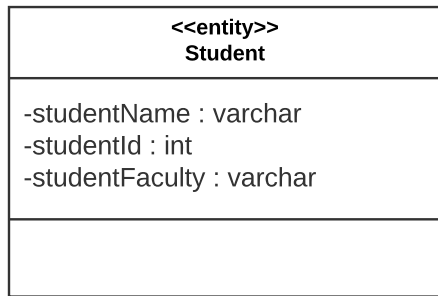 <<entity>>
Student
-studentName : varchar
-studentId : int
-studentFaculty : varchar